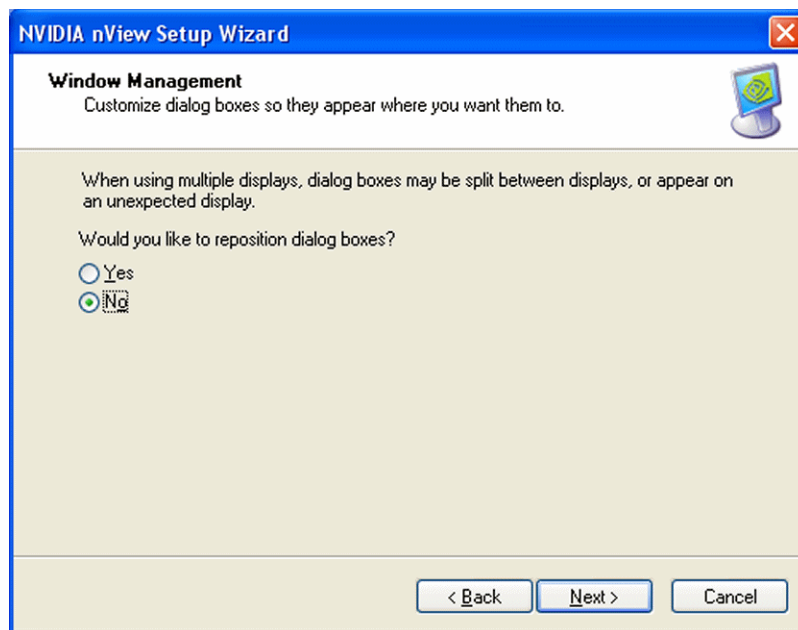 NVIDIA nView Setup Wizard
Window Management
Customize dialog boxes so they appear where you want them to.
When using multiple displays, dialog boxes may be split between displays, or appear on
an unexpected display.
Would you like to reposition dialog boxes?
Yes
No
< Back Next > Cancel